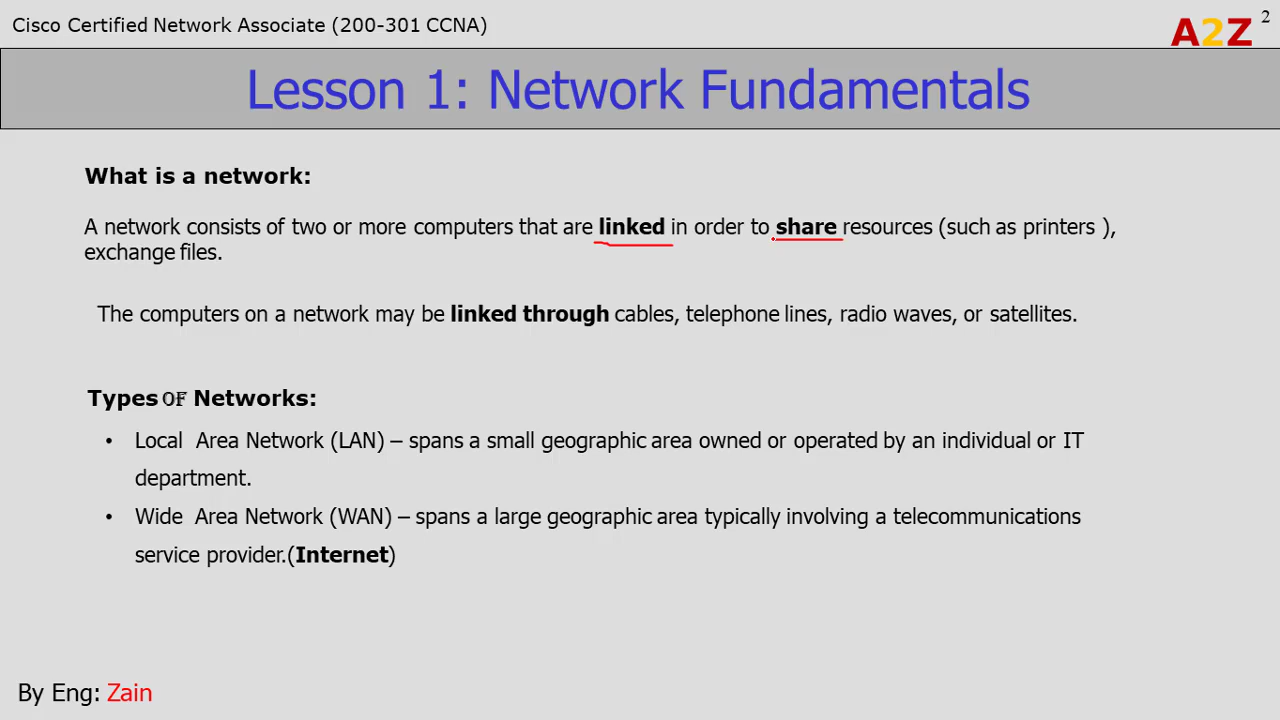 Cisco Certified Network Associate (200-301 CCNA)
A2Z
2
Lesson 1: Network Fundamentals
What is a network:
A network consists of two or more computers that are linked in order to share resources (such as printers ),
exchange files.
The computers on a network may be linked through cables, telephone lines, radio waves, or satellites.
Types OF Networks:
• Local Area Network (LAN) – spans a small geographic area owned or operated by an individual or IT
department.
• Wide Area Network (WAN) – spans a large geographic area typically involving a telecommunications
service provider.(Internet)
By Eng: Zain